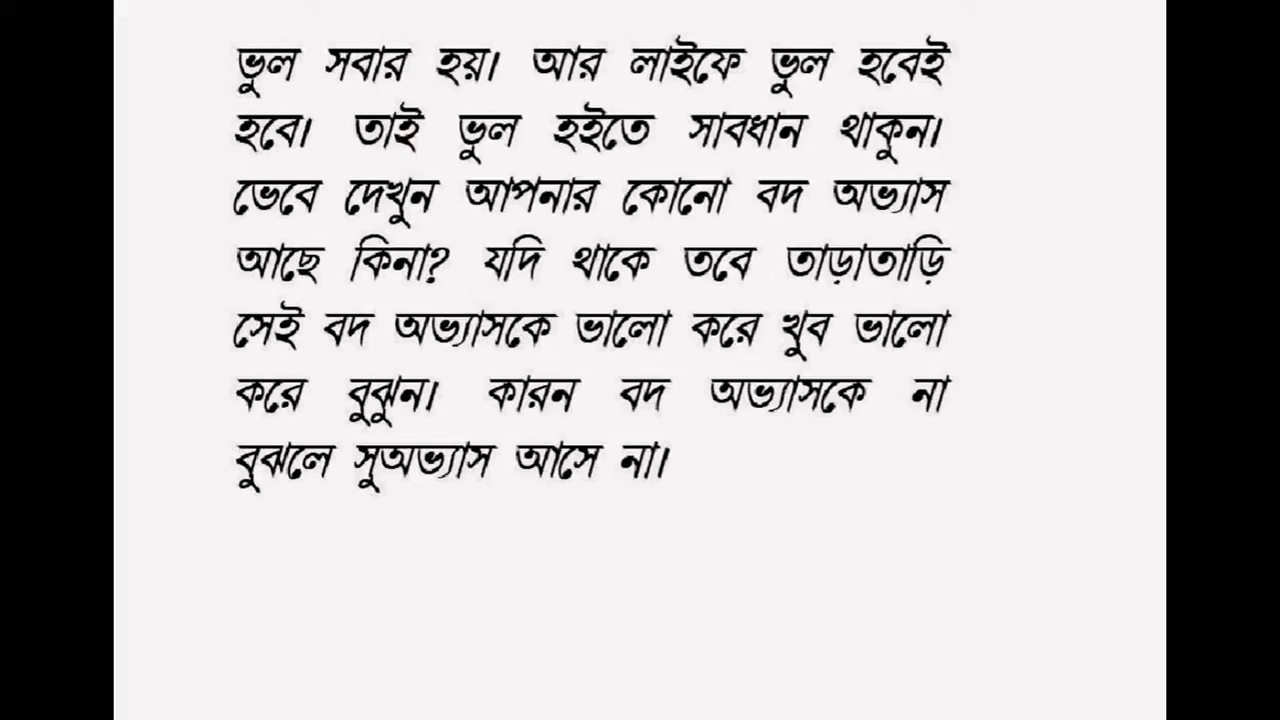 ভুল সবার হয়। আর লাইফে ভুল হবেই
হবে। তাই ভুল হইতে সাবধান থাকুন।
ভেবে দেখুন আপনার কোনো বদ অভ্যাস
আছে কিনা? যদি থাকে তবে তাড়াতাড়ি
সেই বদ অভ্যাসকে ভালো করে খুব ভালো
করে বুঝুন। কারন বদ অভ্যাসকে না
বুঝলে সুঅভ্যাস আসে না।